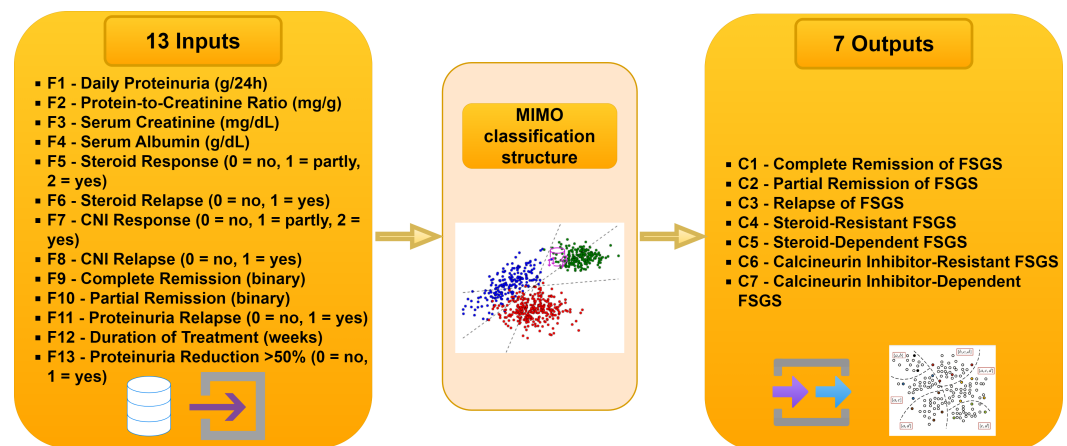 13 Inputs
▪ F1 - Daily Proteinuria (g/24h)
▪ F2 - Protein-to-Creatinine Ratio (mg/g)
▪ F3 - Serum Creatinine (mg/dL)
▪ F4 - Serum Albumin (g/dL)
▪ F5 - Steroid Response (0 = no, 1 = partly,
2 = yes)
▪ F6 - Steroid Relapse (0 = no, 1 = yes)
▪ F7 - CNI Response (0 = no, 1 = partly, 2 =
yes)
▪ F8 - CNI Relapse (0 = no, 1 = yes)
▪ F9 - Complete Remission (binary)
▪ F10 - Partial Remission (binary)
▪ F11 - Proteinuria Relapse (0 = no, 1 = yes)
▪ F12 - Duration of Treatment (weeks)
▪ F13 - Proteinuria Reduction >50% (0 = no,
1 = yes)
MIMO
classification
structure
7 Outputs
▪ C1 - Complete Remission of FSGS
▪ C2 - Partial Remission of FSGS
▪ C3 - Relapse of FSGS
▪ C4 - Steroid-Resistant FSGS
▪ C5 - Steroid-Dependent FSGS
▪ C6 - Calcineurin Inhibitor-Resistant FSGS
▪ C7 - Calcineurin Inhibitor-Dependent
FSGS